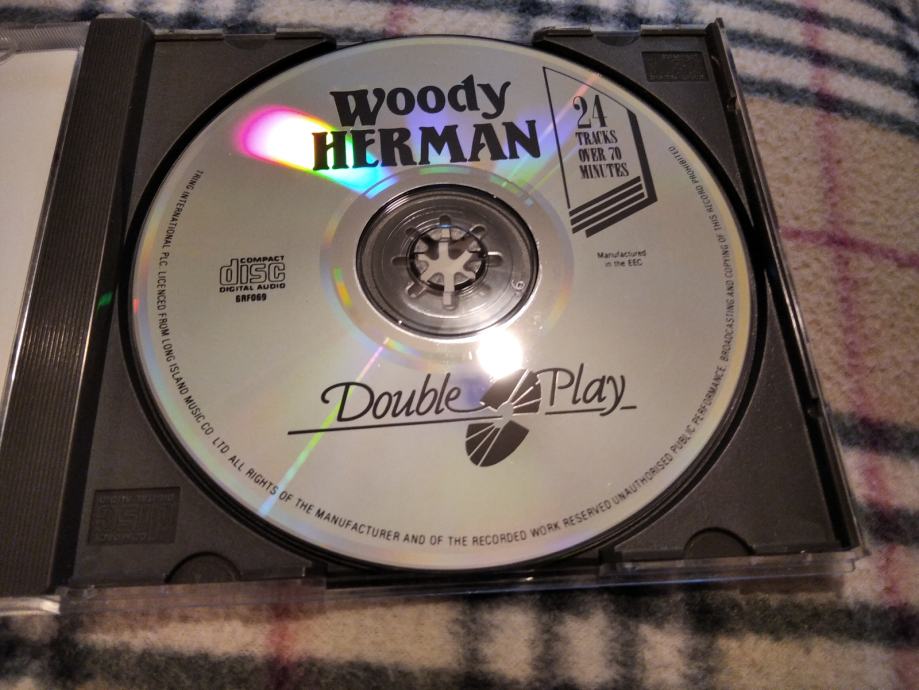 Woody
HERMAN
24
TRACKS
OVER 70
MINUTES
COMPACT
disc
DIGITAL AUDIO
GRF069
Manufactured
in the EEC
Double Play
TRING INTERNATIONAL PLC. LICENCED FROM LONG ISLAND MUSIC CO. LTD ALL RIGHTS OF THE MANUFACTURER AND OF THE RECORDED WORK RESERVED UNAUTHORISED PUBLIC PERFORMANCE, BROADCASTING AND COPYING OF THIS RECORD PROHIBITED